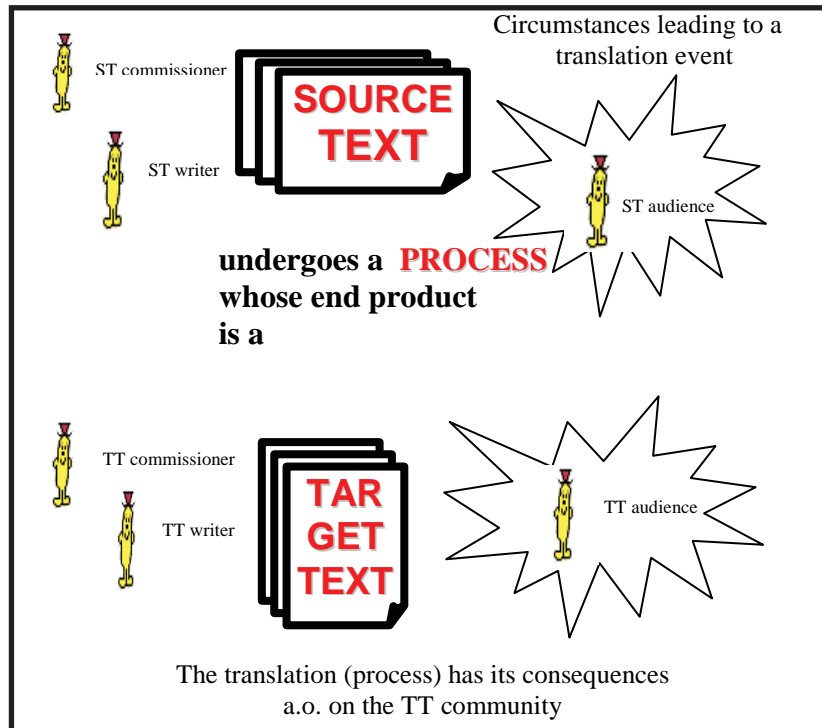 Circumstances leading to a
translation event
ST commissioner
SOURCE
TEXT
ST writer
ST audience
undergoes a PROCESS
whose end product
is a
TT commissioner
TAR
GET
TEXT
TT writer
TT audience
The translation (process) has its consequences
a.o. on the TT community